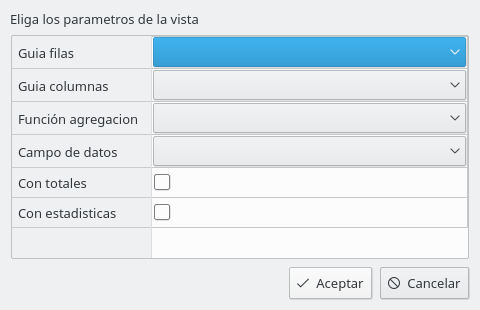 Eliga los parametros de la vista
Guia filas
Guia columnas
Función agregacion
Campo de datos
Con totales
Con estadisticas
Aceptar
Cancelar